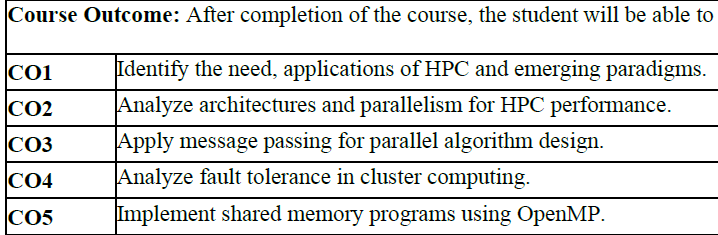 Course Outcome: After completion of the course, the student will be able to
CO1 Identify the need, applications of HPC and emerging paradigms.
CO2 Analyze architectures and parallelism for HPC performance.
CO3 Apply message passing for parallel algorithm design.
CO4 Analyze fault tolerance in cluster computing.
CO5 Implement shared memory programs using OpenMP.